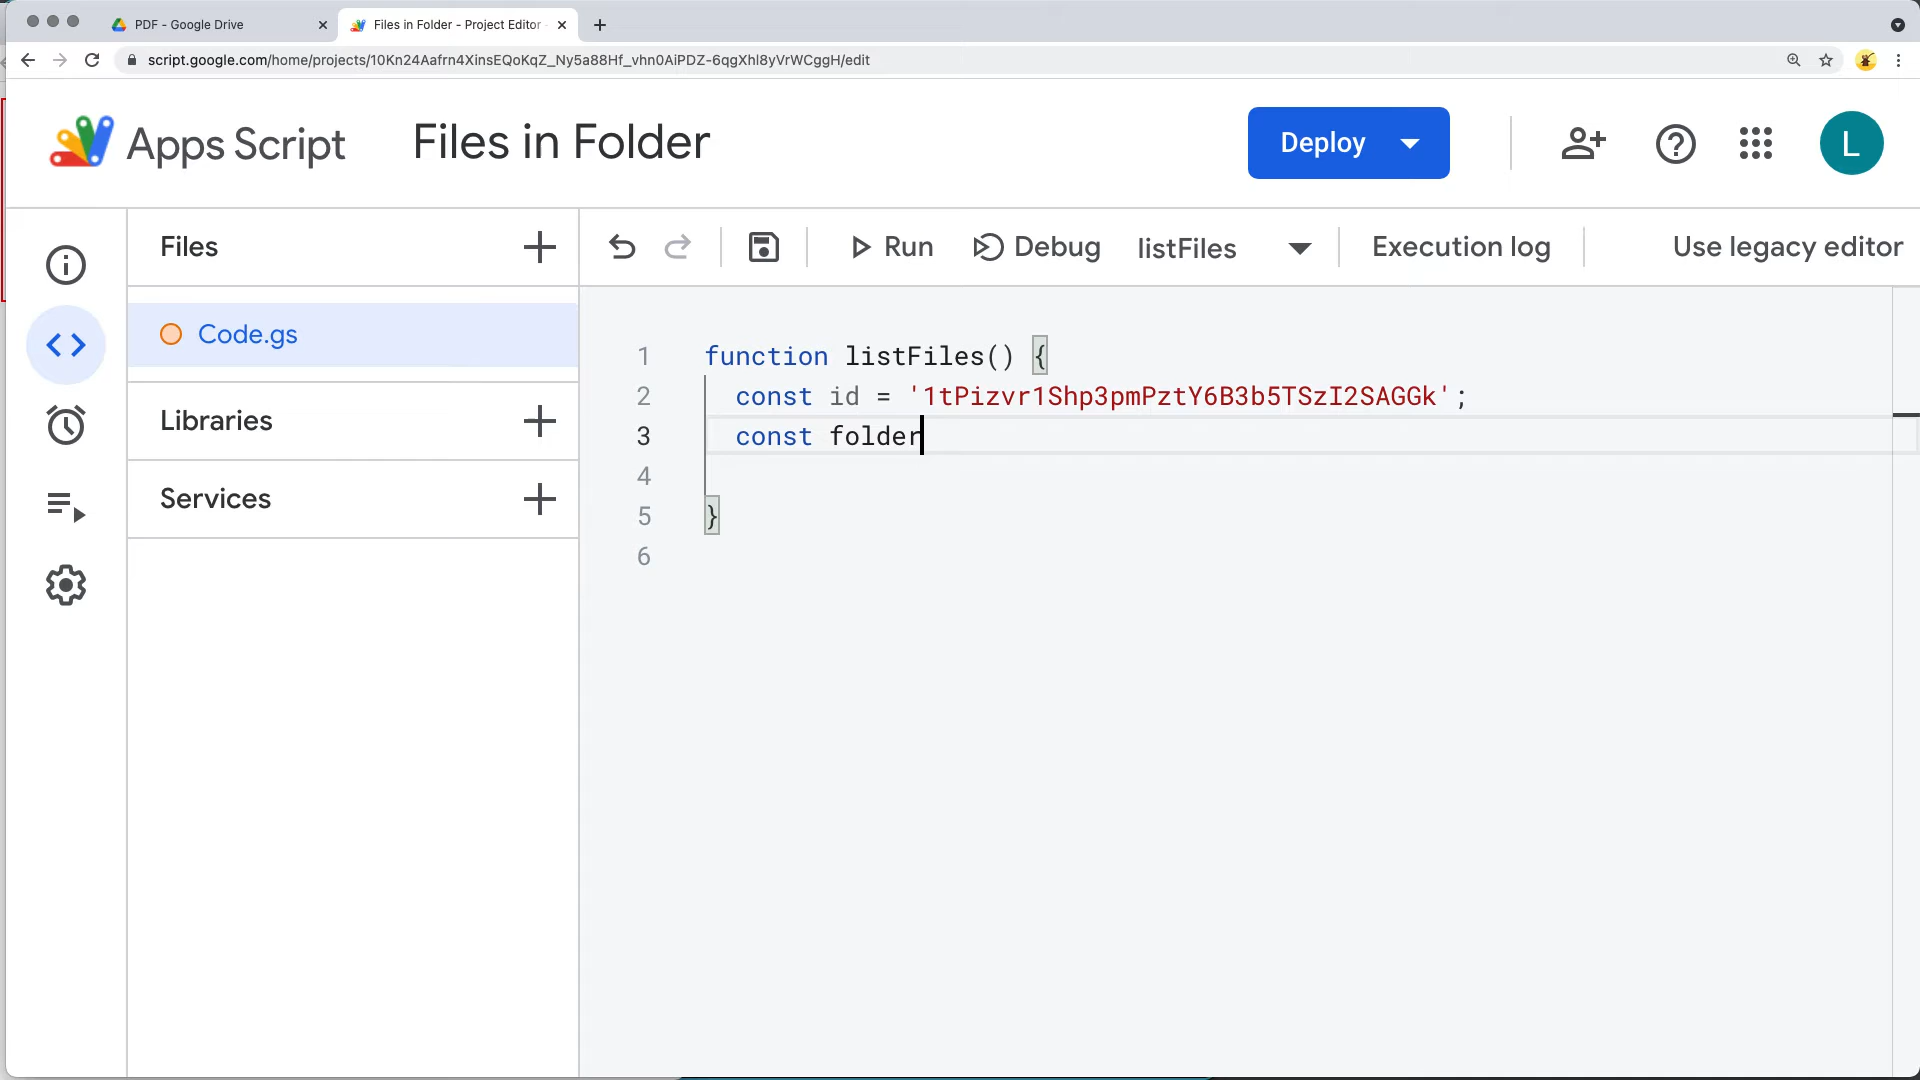 PDF - Google Drive
Files in Folder - Project Editor
script.google.com/home/projects/10Kn24Aafrn4XinsEQoKqZ_Ny5a88Hf_vhn0AiPDZ-6qgXhl8yVrWCggH/edit
Apps Script
Files in Folder
Deploy
L
Files
Run
Debug
listFiles
Execution log
Use legacy editor
Code.gs
Libraries
Services
1 function listFiles() {
2 const id = '1tPizvr1Shp3pmPztY6B3b5TSzI2SAGGk';
3 const folder
4
5 }
6